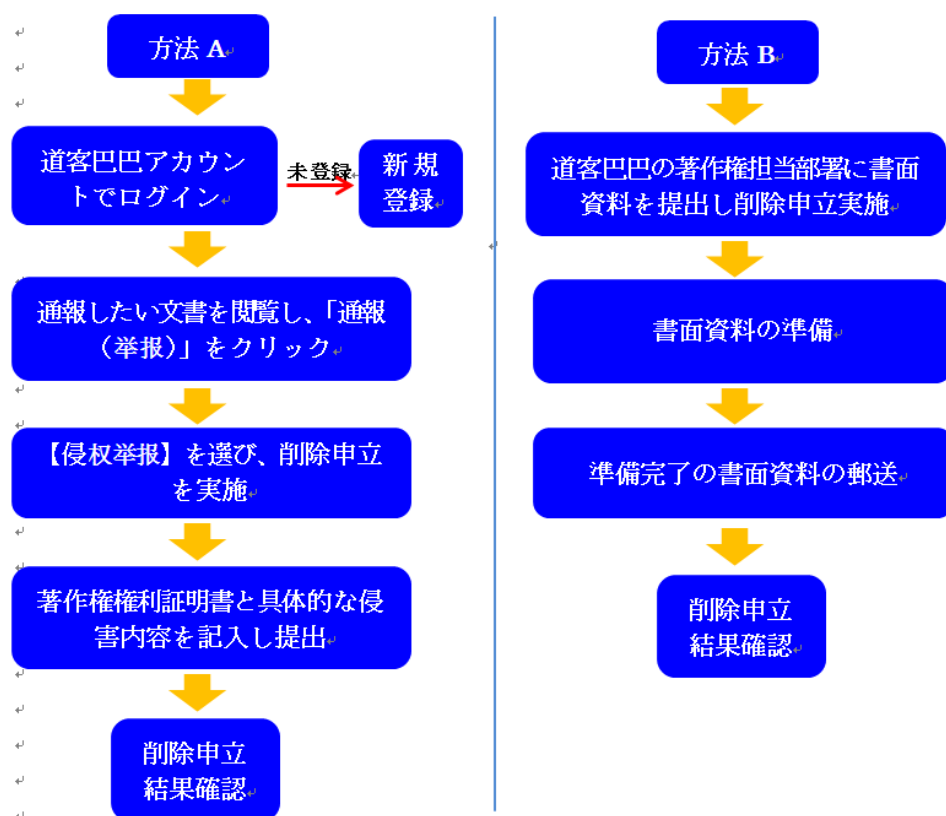 方法 A
道客巴巴アカウン
トでログイン
未登録
新規
登録
通報したい文書を閲覧し、「通報
（挙报）」をクリック
【侵权举报】を選び、削除申立
を実施
著作権権利証明書と具体的な侵
害内容を記入し提出
削除申立
結果確認
方法 B
道客巴巴の著作権担当部署に書面
資料を提出し削除申立実施
書面資料の準備
準備完了の書面資料の郵送
削除申立
結果確認